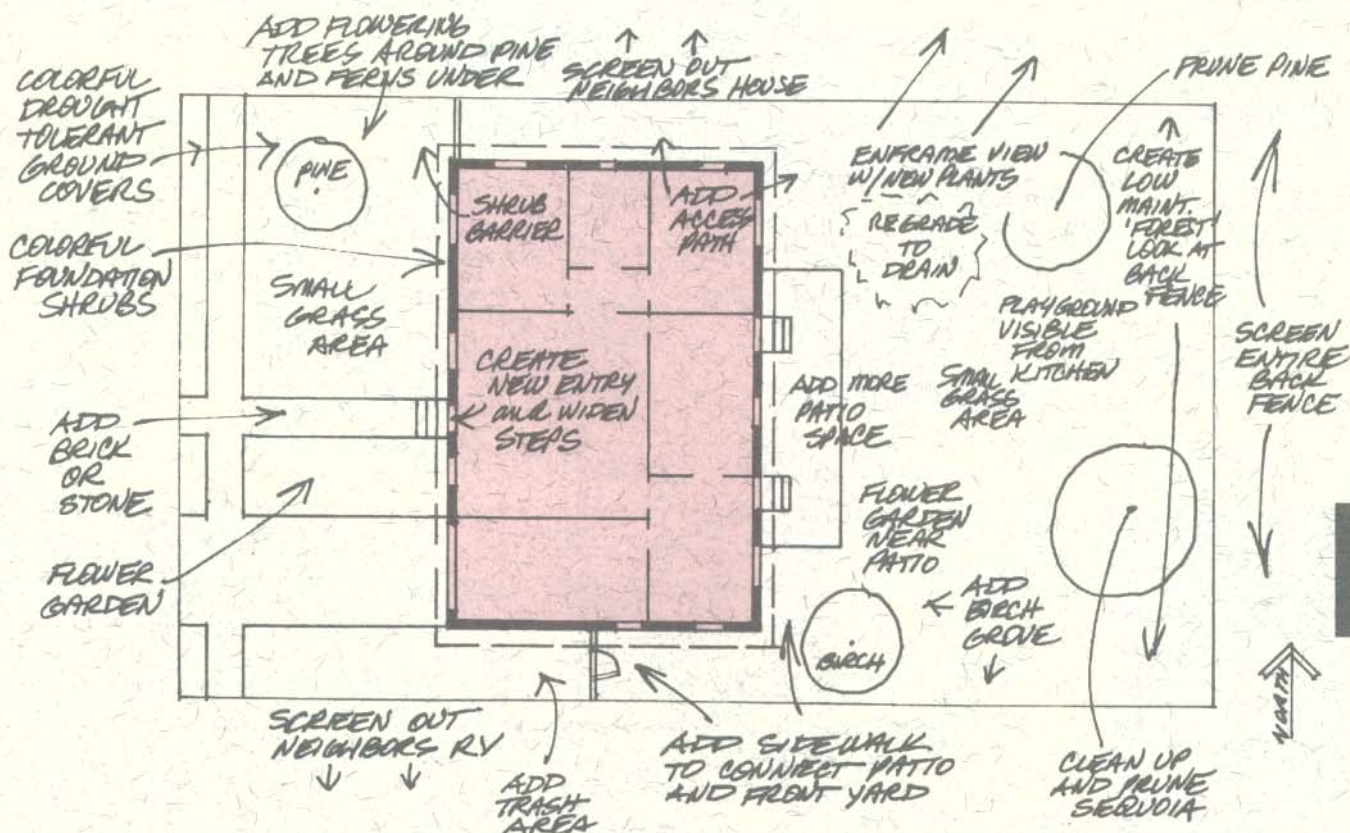 ADD FLOWERING
TREES AROUND PINE
AND FERNS UNDER
SCREEN OUT
NEIGHBORS HOUSE
PRUNE PINE
COLORFUL
DROUGHT
TOLERANT
GROUND
COVERS
PINE
SHRUB
BARRIER
ADD
ACCESS
PATH
ENFRAME VIEW
W/NEW PLANTS
REGRADE
TO
DRAIN
CREATE
LOW
MAINT.
'FOREST'
LOOK AT
BACK
FENCE
COLORFUL
FOUNDATION
SHRUBS
SMALL
GRASS
AREA
PLAYGROUND
VISIBLE
FROM
KITCHEN
SCREEN
ENTIRE
BACK
FENCE
CREATE
NEW ENTRY
AND WIDEN
STEPS
ADD MORE
PATIO
SPACE
SMALL
GRASS
AREA
ADD
BRICK
OR
STONE
FLOWER
GARDEN
NEAR
PATIO
FLOWER
GARDEN
ADD
BIRCH
GROVE
BIRCH
NORTH
SCREEN OUT
NEIGHBORS RV
ADD
TRASH
AREA
ADD SIDEWALK
TO CONNECT PATIO
AND FRONT YARD
CLEAN UP
AND PRUNE
SEQUOIA